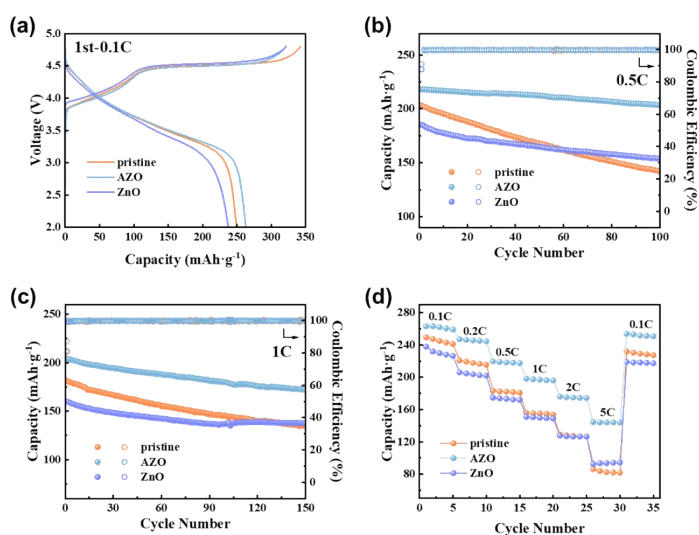 (a)
1st-0.1C
5.0
4.5
4.0
3.5
3.0
2.5
2.0
Voltage (V)
pristine
AZO
ZnO
0 50 100 150 200 250 300 350
Capacity (mAh·g⁻¹)
(b)
250
200
150
100
Capacity (mAh·g⁻¹)
0.5C
pristine
AZO
ZnO
100
80
60
40
20
0
Coulombic Efficiency (%)
0 20 40 60 80 100
Cycle Number
(c)
250
200
150
100
Capacity (mAh·g⁻¹)
1C
pristine
AZO
ZnO
100
80
60
40
20
0
Coulombic Efficiency (%)
0 30 60 90 120 150
Cycle Number
(d)
280
240
200
160
120
80
Capacity (mAh·g⁻¹)
0.1C
0.2C
0.5C
1C
2C
5C
0.1C
pristine
AZO
ZnO
0 5 10 15 20 25 30 35
Cycle Number